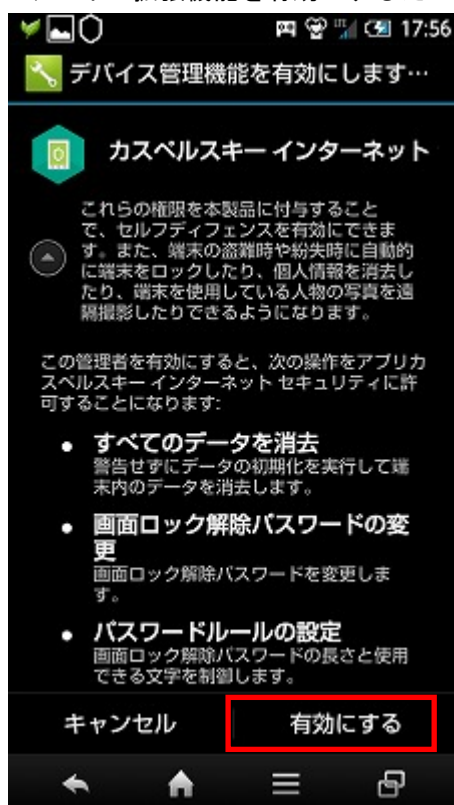 17:56
デバイス管理機能を有効にします…
カスペルスキー インターネット
これらの権限を本製品に付与すること
で、セルフディフェンスを有効にできま
す。また、端末の盗難時や紛失時に自動的
に端末をロックしたり、個人情報を消去し
たり、端末を使用している人物の写真を遠
隔撮影したりできるようになります。
この管理者を有効にすると、次の操作をアプリカ
スペルスキー インターネット セキュリティに許
可することになります:
• すべてのデータを消去
警告せずにデータの初期化を実行して端
末内のデータを消去します。
• 画面ロック解除パスワードの変
更
画面ロック解除パスワードを変更しま
す。
• パスワードルールの設定
画面ロック解除パスワードの長さと使用
できる文字を制御します。
キャンセル
有効にする